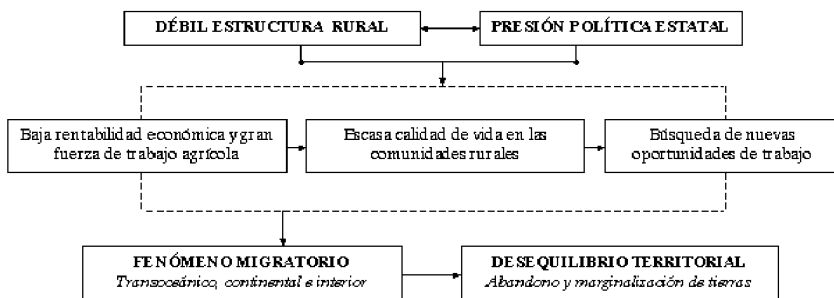 DÉBIL ESTRUCTURA RURAL
PRESIÓN POLÍTICA ESTATAL
Baja rentabilidad económica y gran
fuerza de trabajo agrícola
Escasa calidad de vida en las
comunidades rurales
Búsqueda de nuevas
oportunidades de trabajo
FENÓMENO MIGRATORIO
Transoceánico, continental e interior
DESEQUILIBRIO TERRITORIAL
Abandono y marginalización de tierras